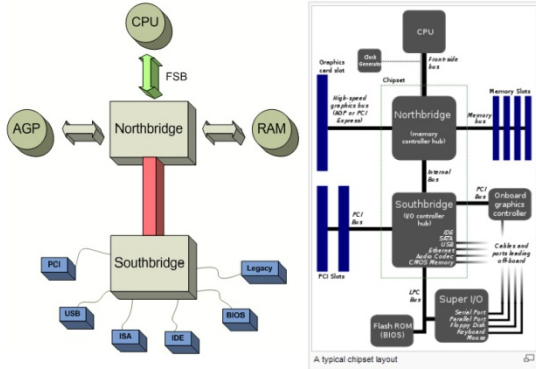 CPU
FSB
Northbridge
AGP
RAM
Southbridge
PCI
Legacy
USB
BIOS
ISA
IDE
CPU
Clock
Generator
Front-side
bus
Graphics
card slot
Chipset
High-speed
graphics bus
(AGP or PCI
Express)
Northbridge
(memory
controller hub)
Memory
bus
Memory Slots
Internal
Bus
Southbridge
(I/O controller
hub)
PCI
Bus
PCI
Bus
Onboard
graphics
controller
IDE
SATA
USB
Ethernet
Audio Codec
CMOS Memory
Cables and
ports leading
off-board
PCI Slots
LPC
Bus
Super I/O
Serial Port
Parallel Port
Floppy Disk
Keyboard
Mouse
Flash ROM
(BIOS)
A typical chipset layout